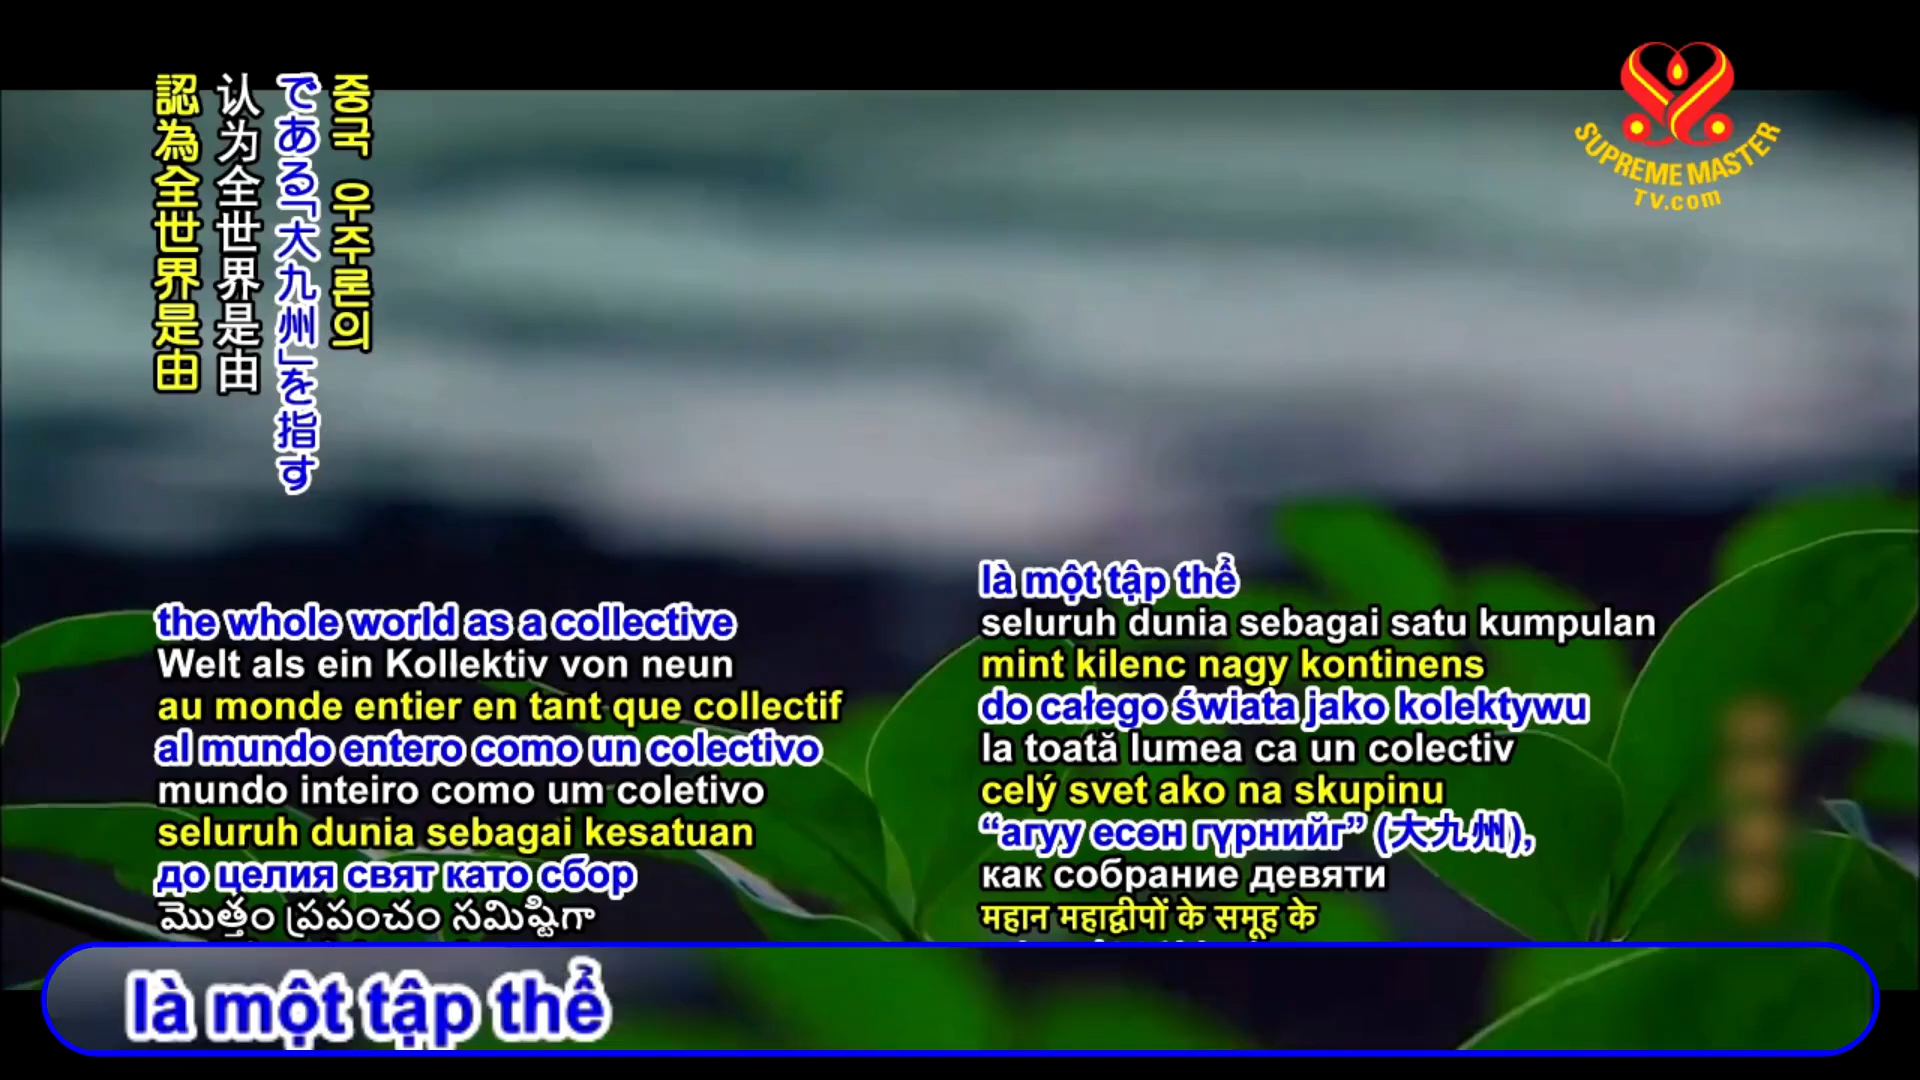 중국 우주론의
である「大九州」を指す
认为全世界是由
認為全世界是由
SUPREME MASTER
TV.com
the whole world as a collective
Welt als ein Kollektiv von neun
au monde entier en tant que collectif
al mundo entero como un colectivo
mundo inteiro como um coletivo
seluruh dunia sebagai kesatuan
до целия свят като сбор
మొత్తం ప్రపంచం సమిష్టిగా
là một tập thể
seluruh dunia sebagai satu kumpulan
mint kilenc nagy kontinens
do całego świata jako kolektywu
la toată lumea ca un colectiv
celý svet ako na skupinu
“агуу есөн гүрнийг” (大九州),
как собрание девяти
महान महाद्वीपों के समूह के
là một tập thể